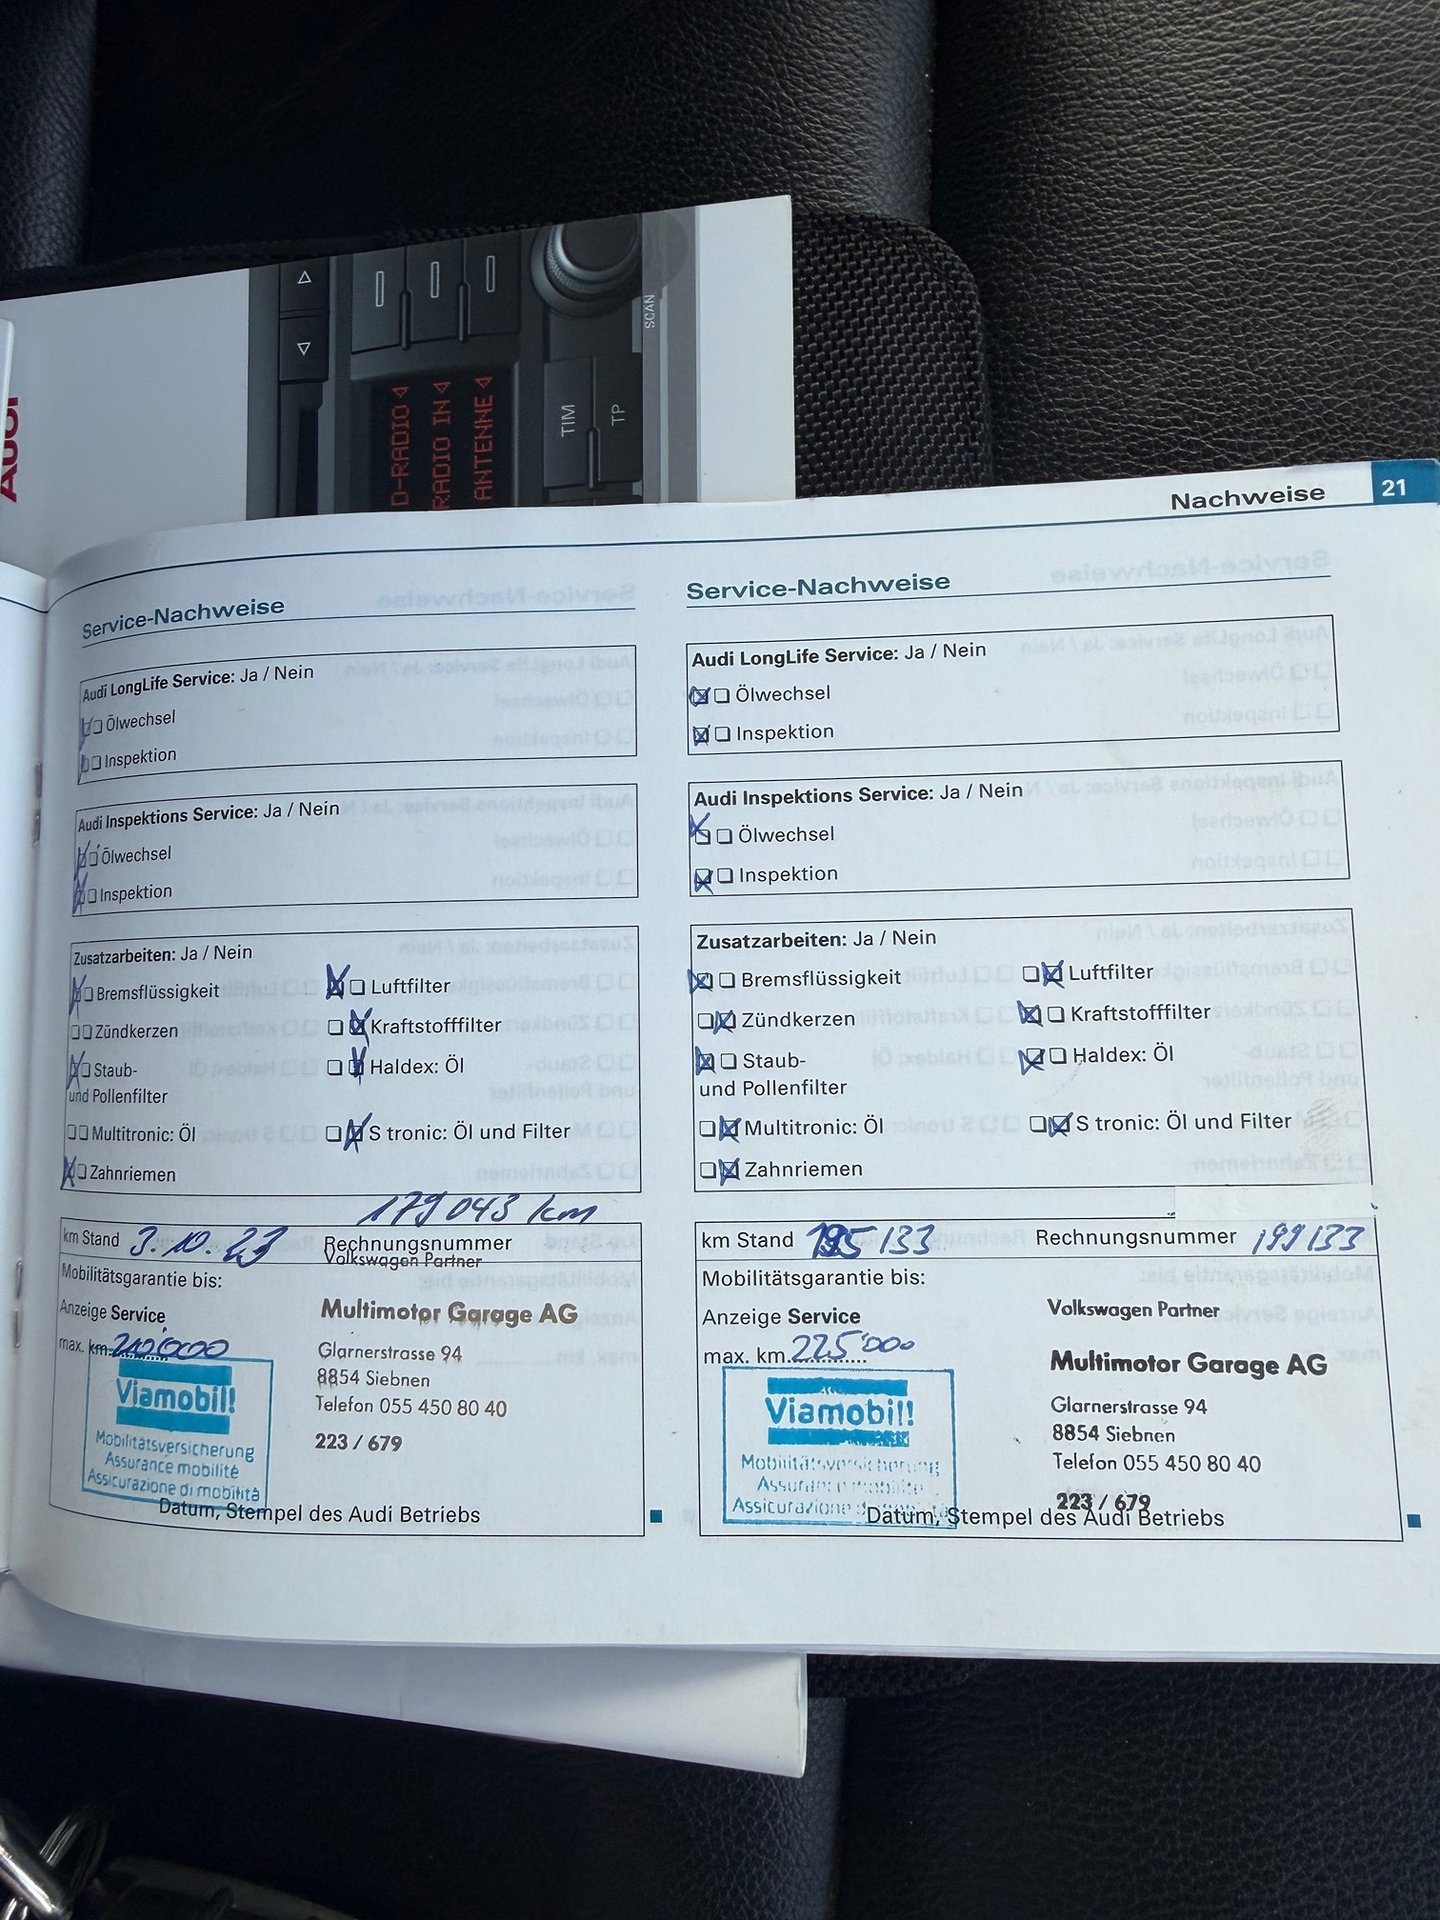 AUDI
SCAN
TIM
TP
D-RADIO
RADIO IN
ANTENNE
Nachweise 21
Service-Nachweise
Audi LongLife Service: Ja / Nein
Ölwechsel
Inspektion
Audi Inspektions Service: Ja / Nein
Ölwechsel
Inspektion
Zusatzarbeiten: Ja / Nein
Bremsflüssigkeit Luftfilter
Zündkerzen Kraftstofffilter
Staub- Haldex: Öl
und Pollenfilter
Multitronic: Öl S tronic: Öl und Filter
Zahnriemen
179 043 km
km Stand 3.10.23 Rechnungsnummer
Volkswagen Partner
Mobilitätsgarantie bis:
Anzeige Service
max. km 210'000
Multimotor Garage AG
Glarnerstrasse 94
8854 Siebnen
Telefon 055 450 80 40
223 / 679
Viamobil!
Mobilitätsversicherung
Assurance mobilité
Assicurazione di mobilità
Datum, Stempel des Audi Betriebs
Service-Nachweise
Audi LongLife Service: Ja / Nein
Ölwechsel
Inspektion
Audi Inspektions Service: Ja / Nein
Ölwechsel
Inspektion
Zusatzarbeiten: Ja / Nein
Bremsflüssigkeit Luftfilter
Zündkerzen Kraftstofffilter
Staub- Haldex: Öl
und Pollenfilter
Multitronic: Öl S tronic: Öl und Filter
Zahnriemen
km Stand 133 Rechnungsnummer 199133
Mobilitätsgarantie bis:
Anzeige Service
max. km. 225'000
Volkswagen Partner
Multimotor Garage AG
Glarnerstrasse 94
8854 Siebnen
Telefon 055 450 80 40
223 / 679
Viamobil!
Mobilitätsversicherung
Assurance mobilité
Assicurazione di mobilità
Datum, Stempel des Audi Betriebs